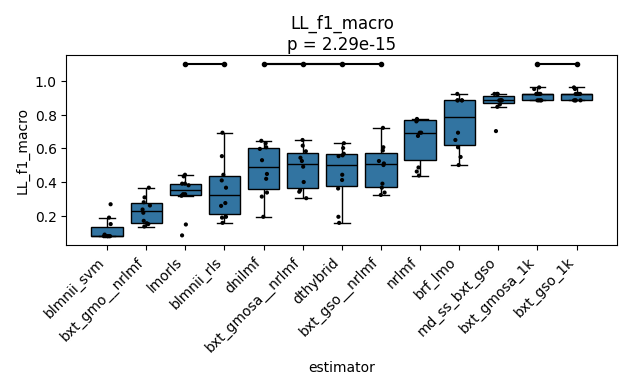 LL_f1_macro
p = 2.29e-15
LL_f1_macro
1.0
0.8
0.6
0.4
0.2
blmnii_svm
bxt_gmo__nrlmf
lmorls
blmnii_rls
dnilmf
bxt_gmosa__nrlmf
dthybrid
bxt_gso__nrlmf
nrlmf
brf_lmo
md_ss_bxt_gso
bxt_gmosa_1k
bxt_gso_1k
estimator